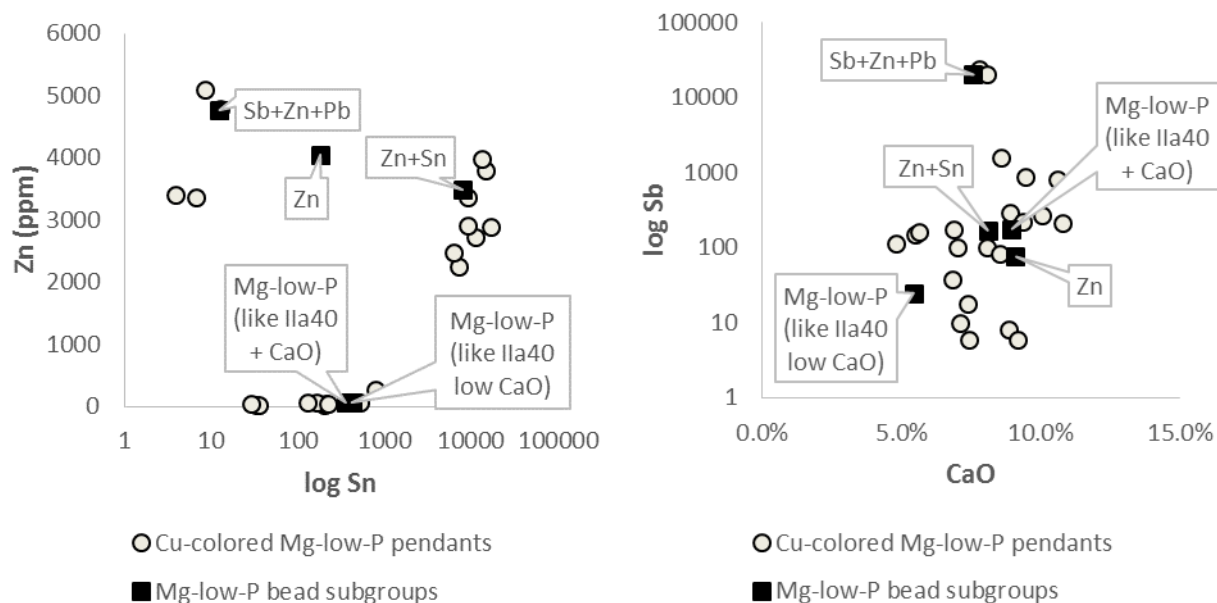 6000
5000
4000
3000
2000
1000
0
Zn (ppm)
Sb+Zn+Pb
Zn
Zn+Sn
Mg-low-P
(like IIa40
+ CaO)
Mg-low-P
(like IIa40
low CaO)
1 10 100 1000 10000 100000
log Sn
Cu-colored Mg-low-P pendants
Mg-low-P bead subgroups
100000
10000
1000
100
10
1
log Sb
Sb+Zn+Pb
Mg-low-P
(like IIa40
+ CaO)
Zn+Sn
Zn
Mg-low-P
(like IIa40
low CaO)
0.0% 5.0% 10.0% 15.0%
CaO
Cu-colored Mg-low-P pendants
Mg-low-P bead subgroups